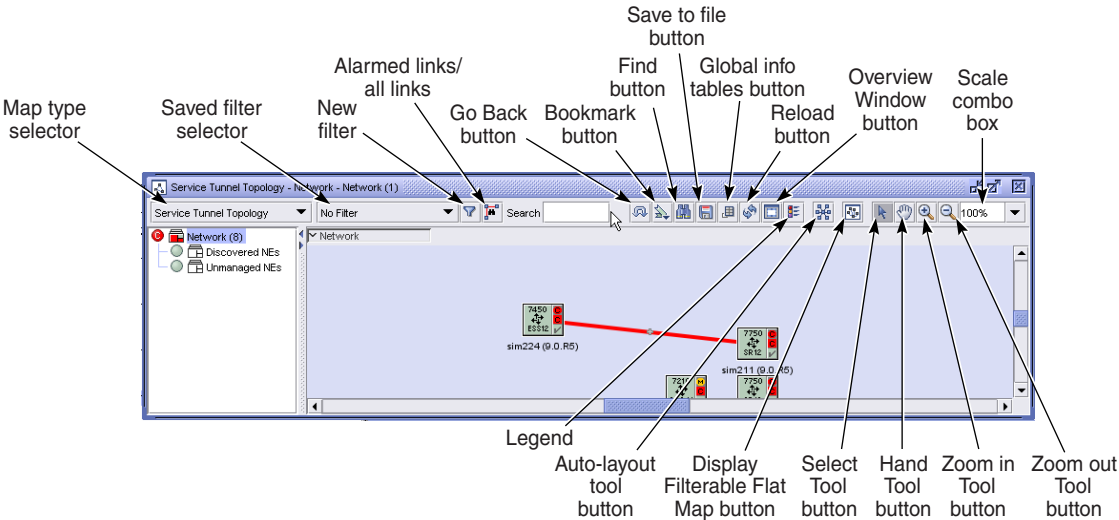 Save to file
button
Alarmed links/
all links
Find
button
Global info
tables button
Overview
Window
button
Scale
combo
box
Map type
selector
Saved filter
selector
New
filter
Go Back
button
Bookmark
button
Reload
button
Service Tunnel Topology - Network - Network (1)
Service Tunnel Topology
No Filter
Search
100%
C
Network (8)
Discovered NEs
Unmanaged NEs
Network
7450
ESS12
sim224 (9.0.R5)
7750
C
C
SR12
sim211 (9.0.R5)
7210
M
7750
Legend
Auto-layout
tool
button
Display
Filterable Flat
Map button
Select
Tool
button
Hand
Tool
button
Zoom in
Tool
button
Zoom out
Tool
button